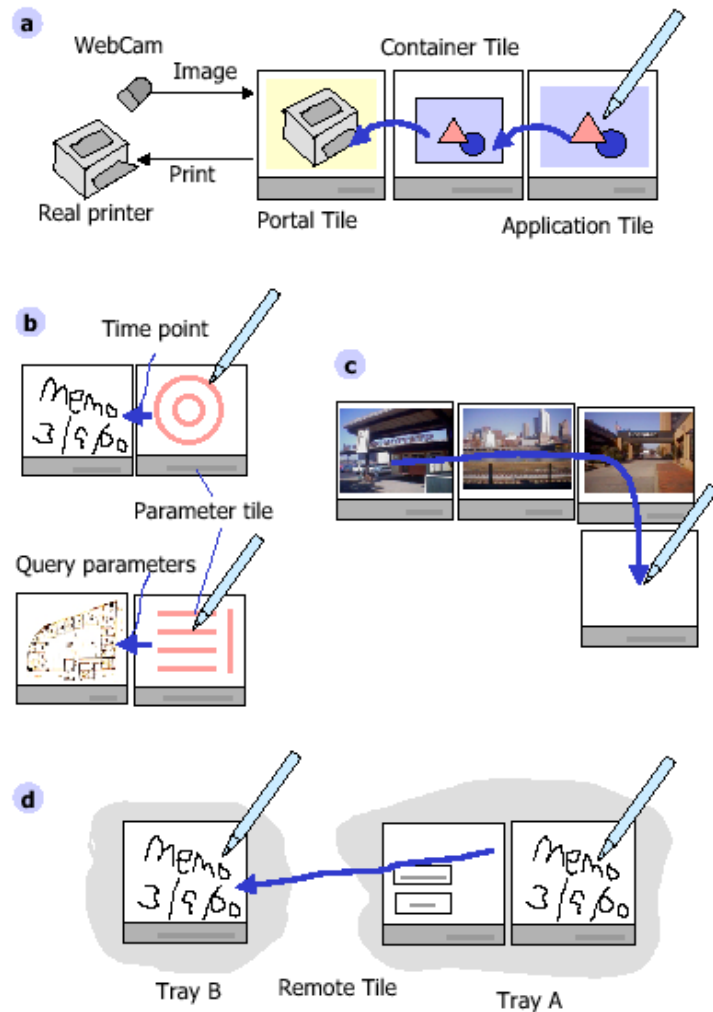 a
WebCam
Container Tile
Image
Print
Real printer
Portal Tile
Application Tile
b
Time point
c
Memo
3/9/00
Parameter tile
Query parameters
d
Memo
3/9/00
Memo
3/9/00
Tray B
Remote Tile
Tray A